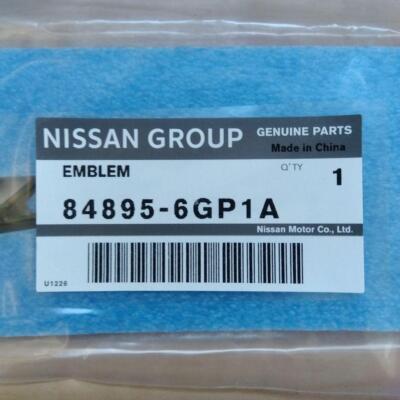 NISSAN GROUP
GENUINE PARTS
Made in China
EMBLEM
Q'TY
1
84895-6GP1A
Nissan Motor Co., Ltd.
U1226